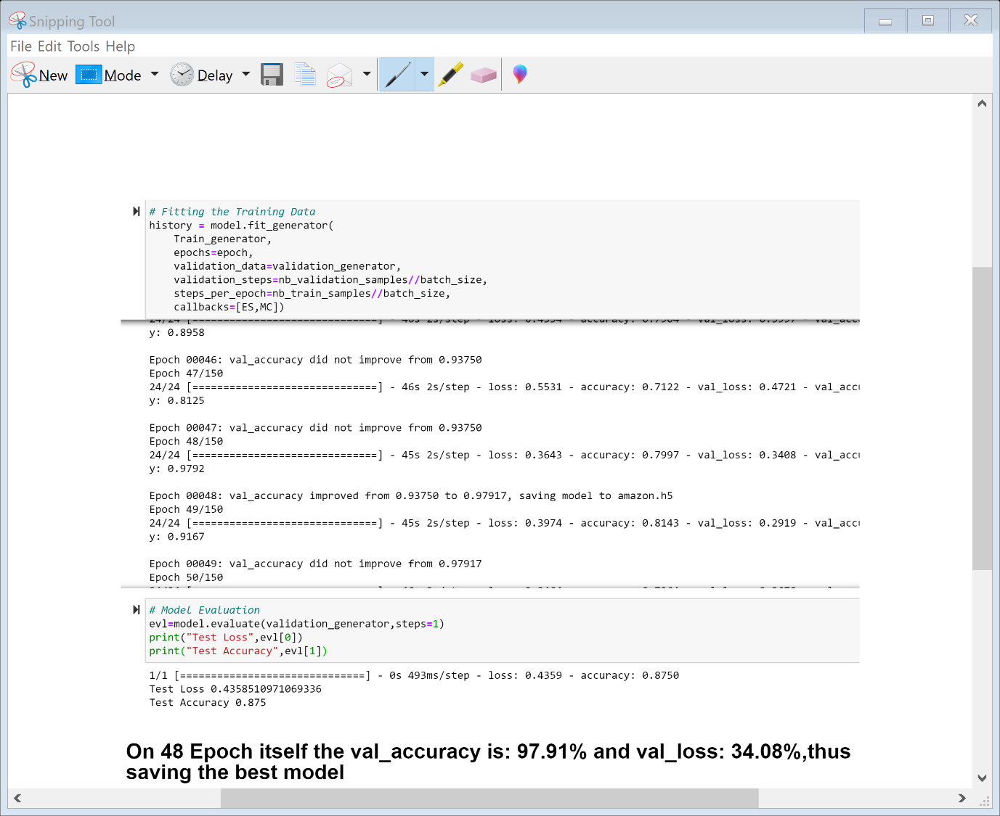 Snipping Tool
File Edit Tools Help
New Mode Delay
# Fitting the Training Data
history = model.fit_generator(
    Train_generator,
    epochs=epoch,
    validation_data=validation_generator,
    validation_steps=nb_validation_samples//batch_size,
    steps_per_epoch=nb_train_samples//batch_size,
    callbacks=[ES,MC])
y: 0.8958
Epoch 00046: val_accuracy did not improve from 0.93750
Epoch 47/150
24/24 [==============================] - 46s 2s/step - loss: 0.5531 - accuracy: 0.7122 - val_loss: 0.4721 - val_accu
y: 0.8125
Epoch 00047: val_accuracy did not improve from 0.93750
Epoch 48/150
24/24 [==============================] - 45s 2s/step - loss: 0.3643 - accuracy: 0.7997 - val_loss: 0.3408 - val_accu
y: 0.9792
Epoch 00048: val_accuracy improved from 0.93750 to 0.97917, saving model to amazon.h5
Epoch 49/150
24/24 [==============================] - 45s 2s/step - loss: 0.3974 - accuracy: 0.8143 - val_loss: 0.2919 - val_accu
y: 0.9167
Epoch 00049: val_accuracy did not improve from 0.97917
Epoch 50/150
# Model Evaluation
evl=model.evaluate(validation_generator,steps=1)
print("Test Loss",evl[0])
print("Test Accuracy",evl[1])
1/1 [==============================] - 0s 493ms/step - loss: 0.4359 - accuracy: 0.8750
Test Loss 0.4358510971069336
Test Accuracy 0.875
On 48 Epoch itself the val_accuracy is: 97.91% and val_loss: 34.08%,thus
saving the best model